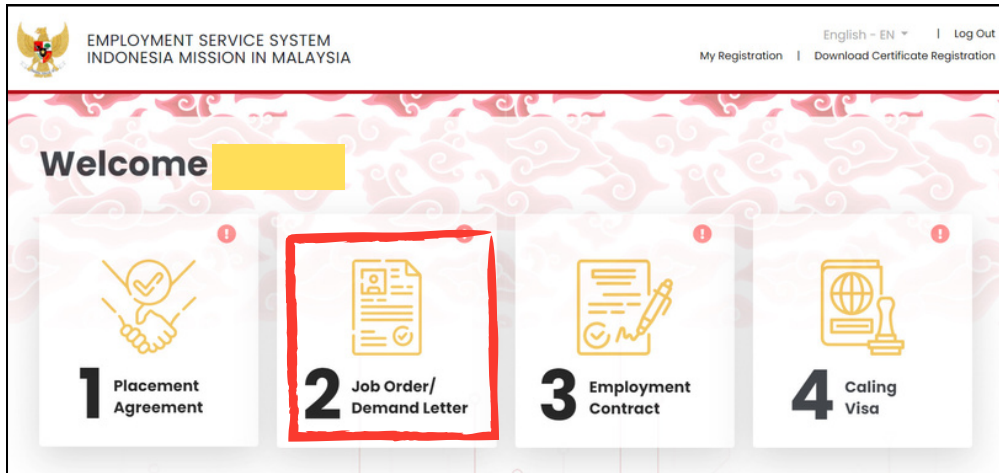 EMPLOYMENT SERVICE SYSTEM
INDONESIA MISSION IN MALAYSIA
English - EN | Log Out
My Registration | Download Certificate Registration
Welcome
1 Placement Agreement
2 Job Order/ Demand Letter
3 Employment Contract
4 Caling Visa